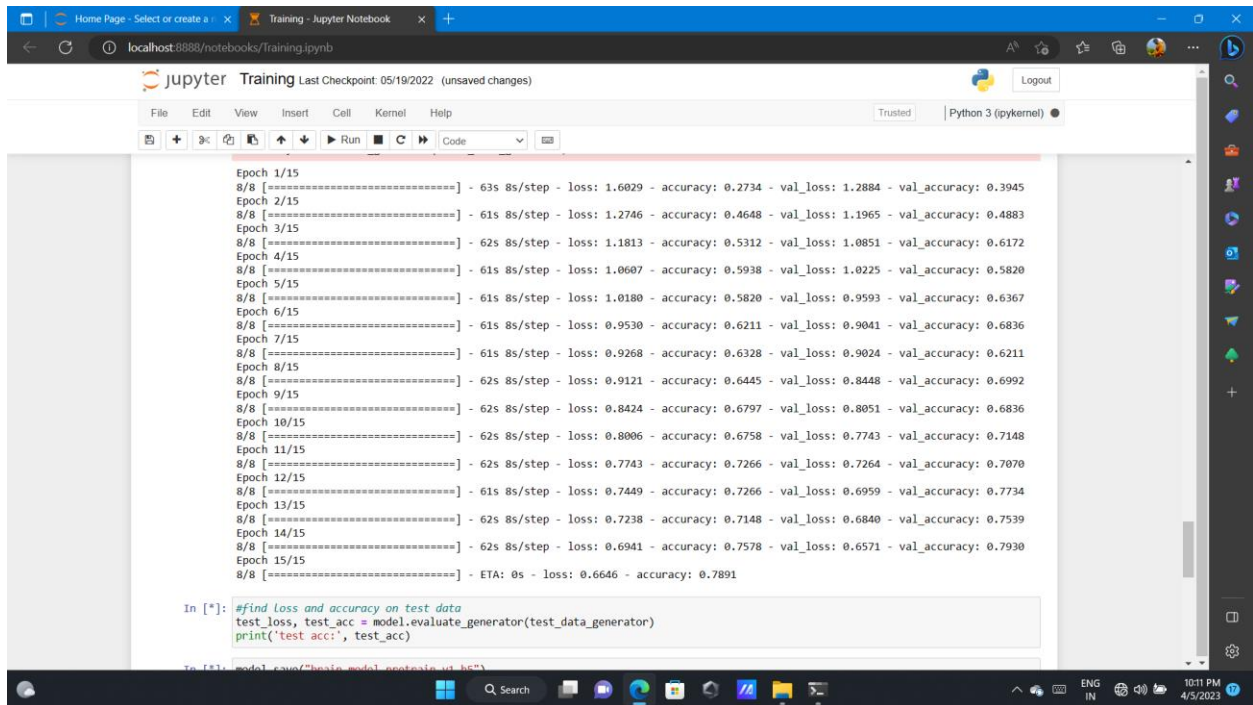 Home Page - Select or create a n
Training - Jupyter Notebook
localhost:8888/notebooks/Training.ipynb
jupyter Training Last Checkpoint: 05/19/2022 (unsaved changes)
Logout
File Edit View Insert Cell Kernel Help
Trusted
Python 3 (ipykernel)
Run
Code
Epoch 1/15
8/8 [==============================] - 63s 8s/step - loss: 1.6029 - accuracy: 0.2734 - val_loss: 1.2884 - val_accuracy: 0.3945
Epoch 2/15
8/8 [==============================] - 61s 8s/step - loss: 1.2746 - accuracy: 0.4648 - val_loss: 1.1965 - val_accuracy: 0.4883
Epoch 3/15
8/8 [==============================] - 62s 8s/step - loss: 1.1813 - accuracy: 0.5312 - val_loss: 1.0851 - val_accuracy: 0.6172
Epoch 4/15
8/8 [==============================] - 61s 8s/step - loss: 1.0607 - accuracy: 0.5938 - val_loss: 1.0225 - val_accuracy: 0.5820
Epoch 5/15
8/8 [==============================] - 61s 8s/step - loss: 1.0180 - accuracy: 0.5820 - val_loss: 0.9593 - val_accuracy: 0.6367
Epoch 6/15
8/8 [==============================] - 61s 8s/step - loss: 0.9530 - accuracy: 0.6211 - val_loss: 0.9041 - val_accuracy: 0.6836
Epoch 7/15
8/8 [==============================] - 61s 8s/step - loss: 0.9268 - accuracy: 0.6328 - val_loss: 0.9024 - val_accuracy: 0.6211
Epoch 8/15
8/8 [==============================] - 62s 8s/step - loss: 0.9121 - accuracy: 0.6445 - val_loss: 0.8448 - val_accuracy: 0.6992
Epoch 9/15
8/8 [==============================] - 62s 8s/step - loss: 0.8424 - accuracy: 0.6797 - val_loss: 0.8051 - val_accuracy: 0.6836
Epoch 10/15
8/8 [==============================] - 62s 8s/step - loss: 0.8006 - accuracy: 0.6758 - val_loss: 0.7743 - val_accuracy: 0.7148
Epoch 11/15
8/8 [==============================] - 62s 8s/step - loss: 0.7743 - accuracy: 0.7266 - val_loss: 0.7264 - val_accuracy: 0.7070
Epoch 12/15
8/8 [==============================] - 61s 8s/step - loss: 0.7449 - accuracy: 0.7266 - val_loss: 0.6959 - val_accuracy: 0.7734
Epoch 13/15
8/8 [==============================] - 62s 8s/step - loss: 0.7238 - accuracy: 0.7148 - val_loss: 0.6840 - val_accuracy: 0.7539
Epoch 14/15
8/8 [==============================] - 62s 8s/step - loss: 0.6941 - accuracy: 0.7578 - val_loss: 0.6571 - val_accuracy: 0.7930
Epoch 15/15
8/8 [==============================] - ETA: 0s - loss: 0.6646 - accuracy: 0.7891
In [*]: #find loss and accuracy on test data
test_loss, test_acc = model.evaluate_generator(test_data_generator)
print('test acc:', test_acc)
In [*]: model.save("brain_model_pretrain_v1.h5")
Search
ENG
IN
10:11 PM
4/5/2023
17